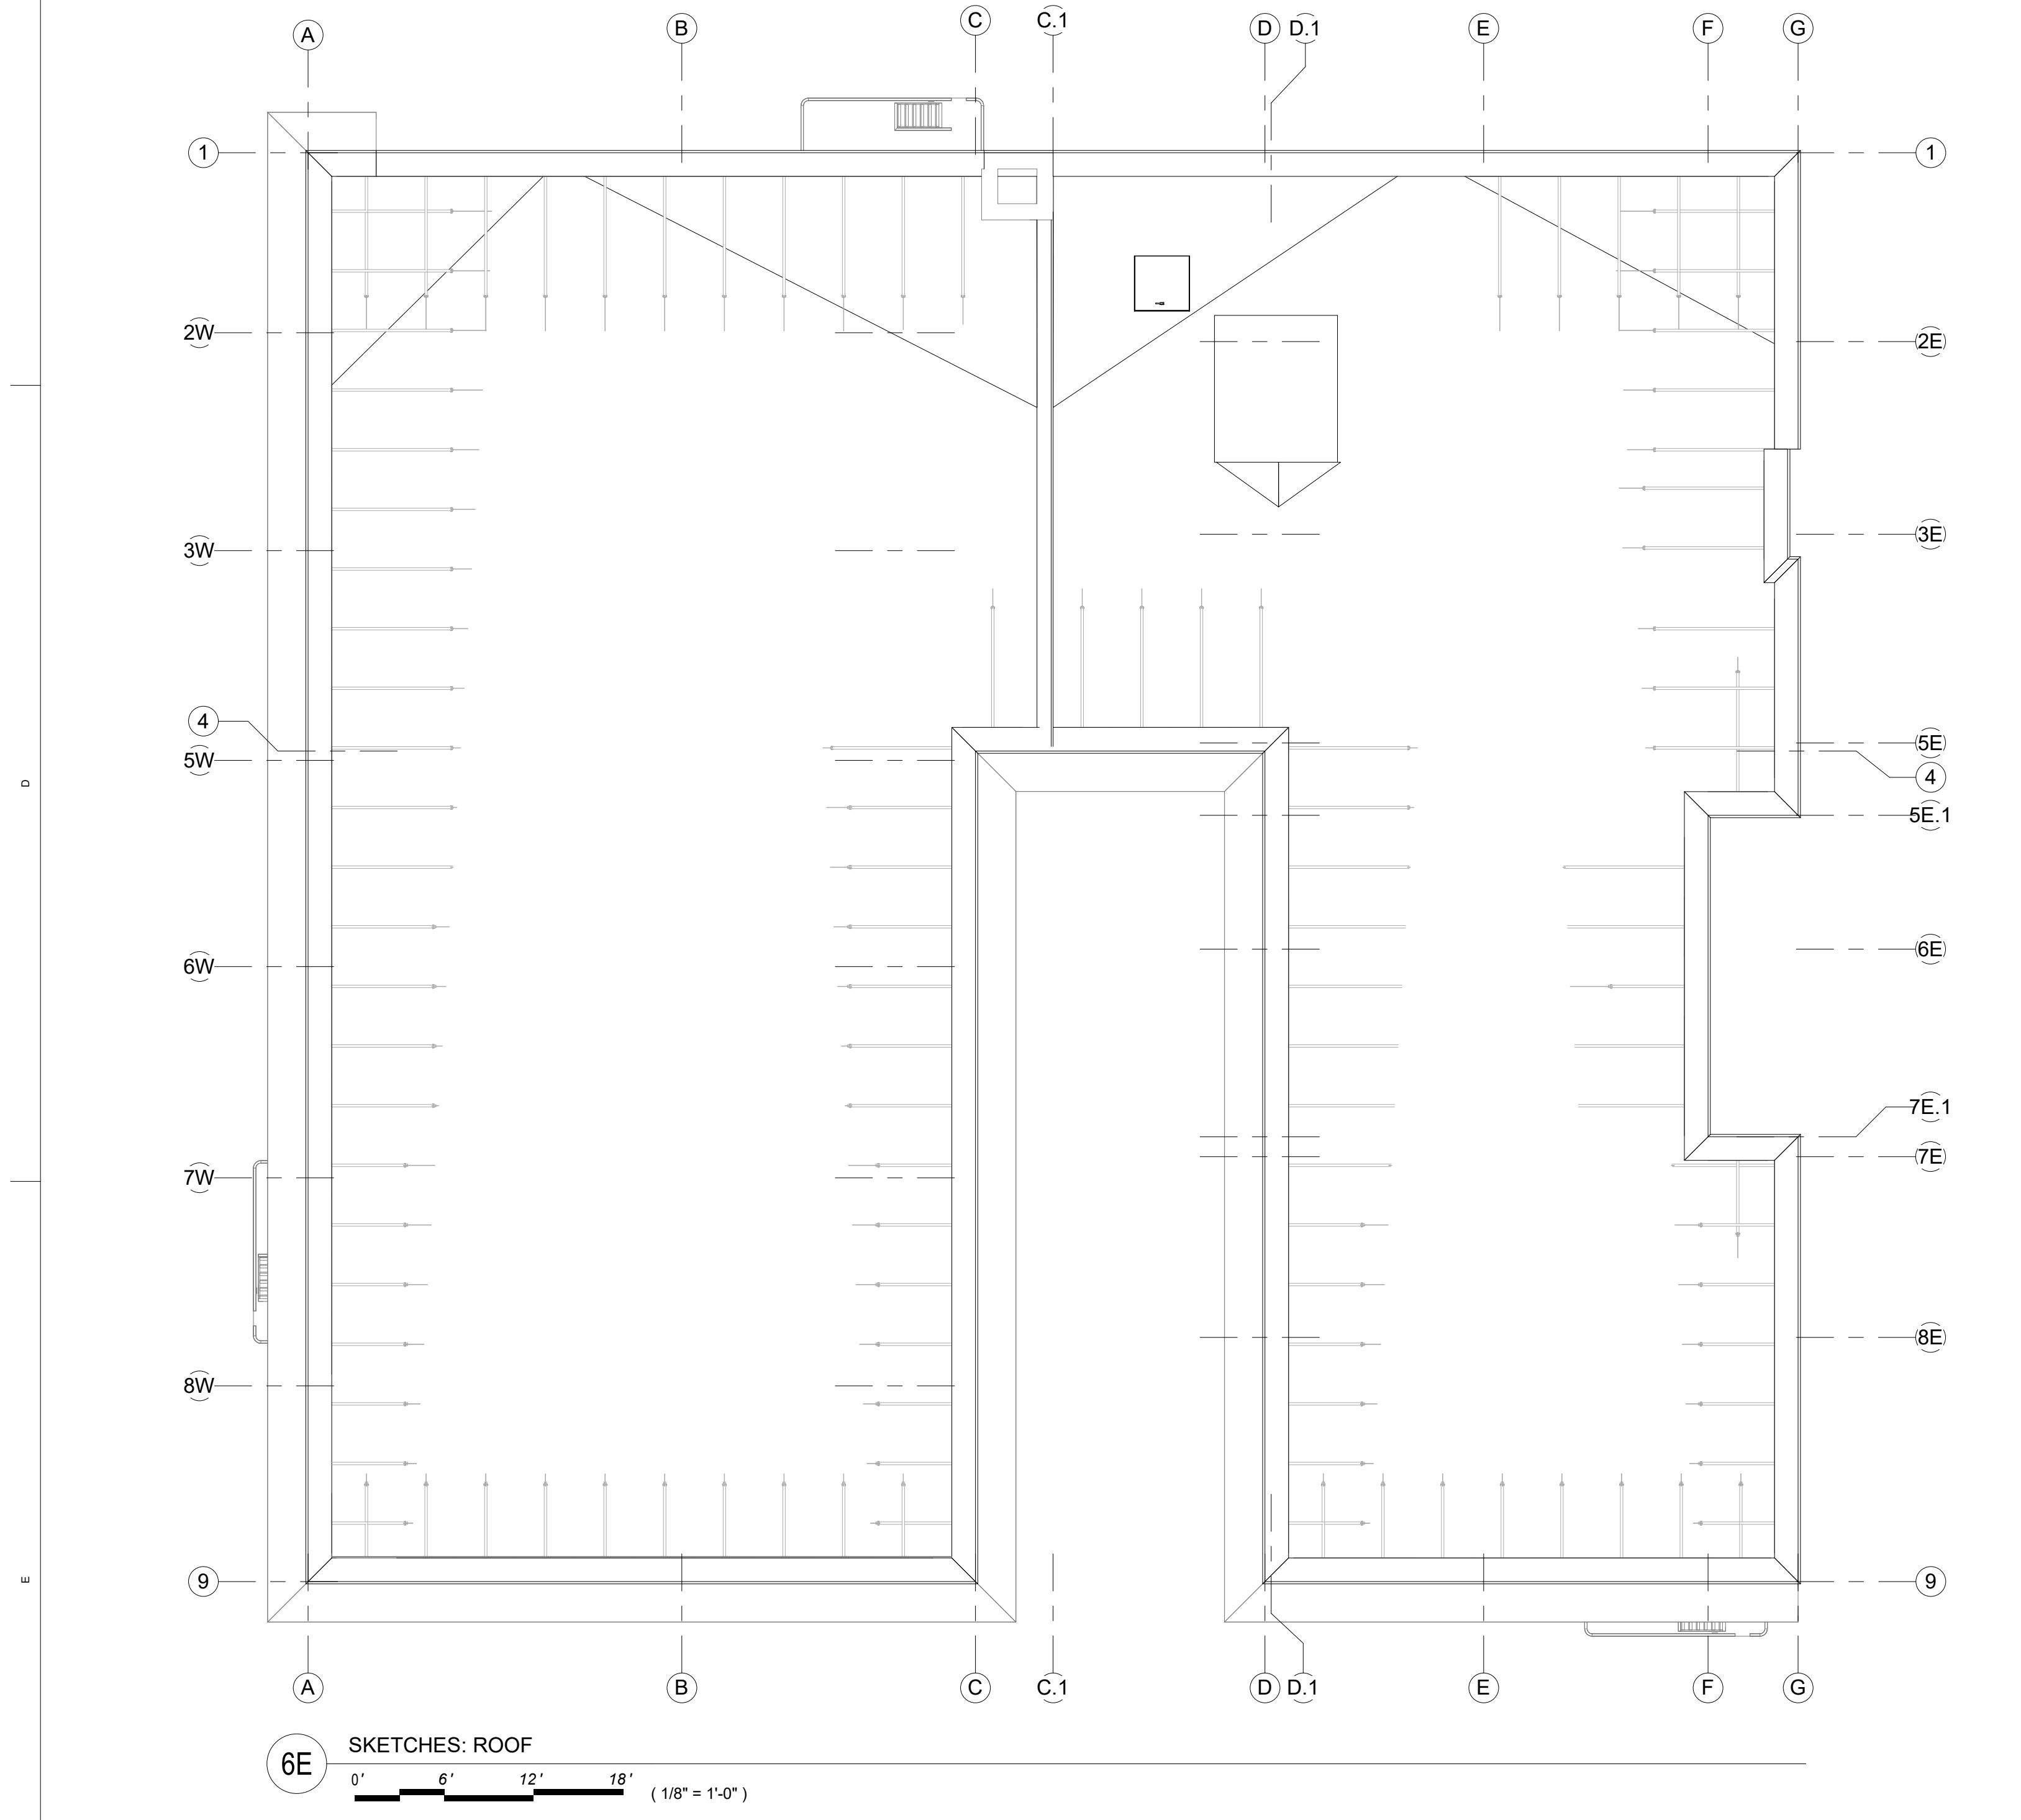 A B C C.1 D D.1 E F G
1 1
2W 2E
3W 3E
4
5W 5E
4
D
5E.1
6W 6E
7E.1
7W 7E
8E
8W
E
9 9
A B C C.1 D D.1 E F G
SKETCHES: ROOF
6E
0' 6' 12' 18'
( 1/8" = 1'-0" )